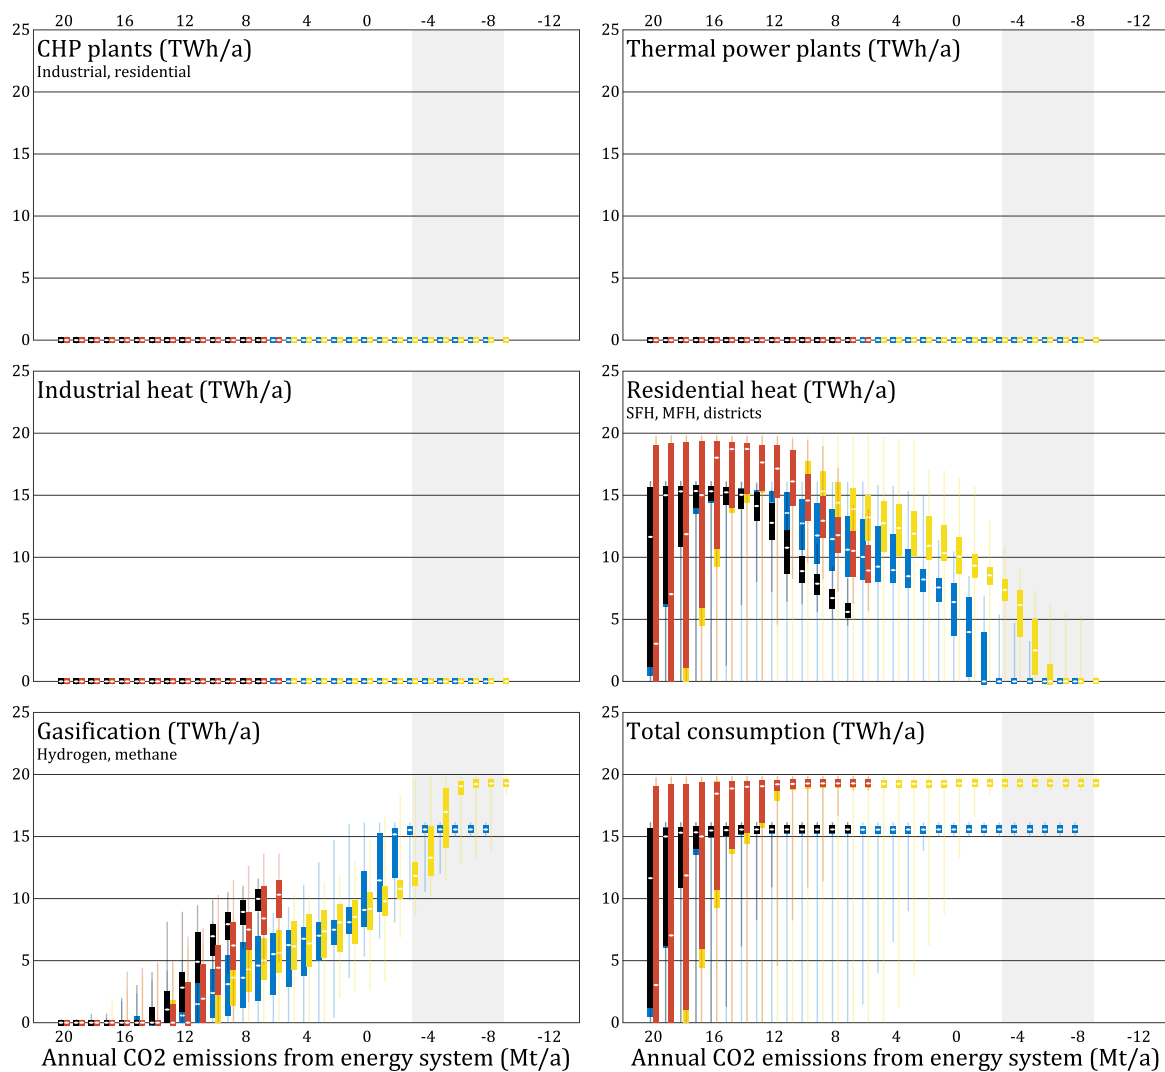 20 16 12 8 4 0 -4 -8 -12
20 16 12 8 4 0 -4 -8 -12
25
CHP plants (TWh/a)
Industrial, residential
20
15
10
5
0
25
Thermal power plants (TWh/a)
20
15
10
5
0
25
Industrial heat (TWh/a)
20
15
10
5
0
25
Residential heat (TWh/a)
SFH, MFH, districts
20
15
10
5
0
25
Gasification (TWh/a)
Hydrogen, methane
20
15
10
5
0
25
Total consumption (TWh/a)
20
15
10
5
0
20 16 12 8 4 0 -4 -8 -12
Annual CO2 emissions from energy system (Mt/a)
20 16 12 8 4 0 -4 -8 -12
Annual CO2 emissions from energy system (Mt/a)